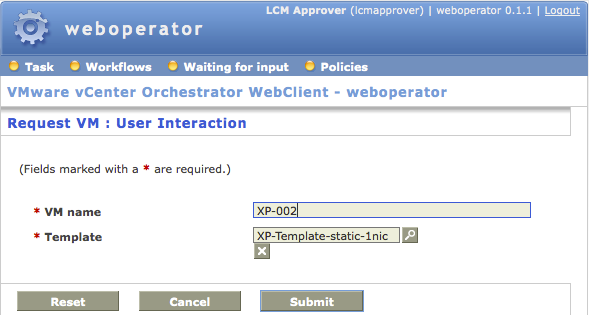 LCM Approver (lcmapprover) | weboperator 0.1.1 | Logout
weboperator
Task Workflows Waiting for input Policies
VMware vCenter Orchestrator WebClient - weboperator
Request VM : User Interaction
(Fields marked with a * are required.)
* VM name XP-002
* Template XP-Template-static-1nic
Reset Cancel Submit